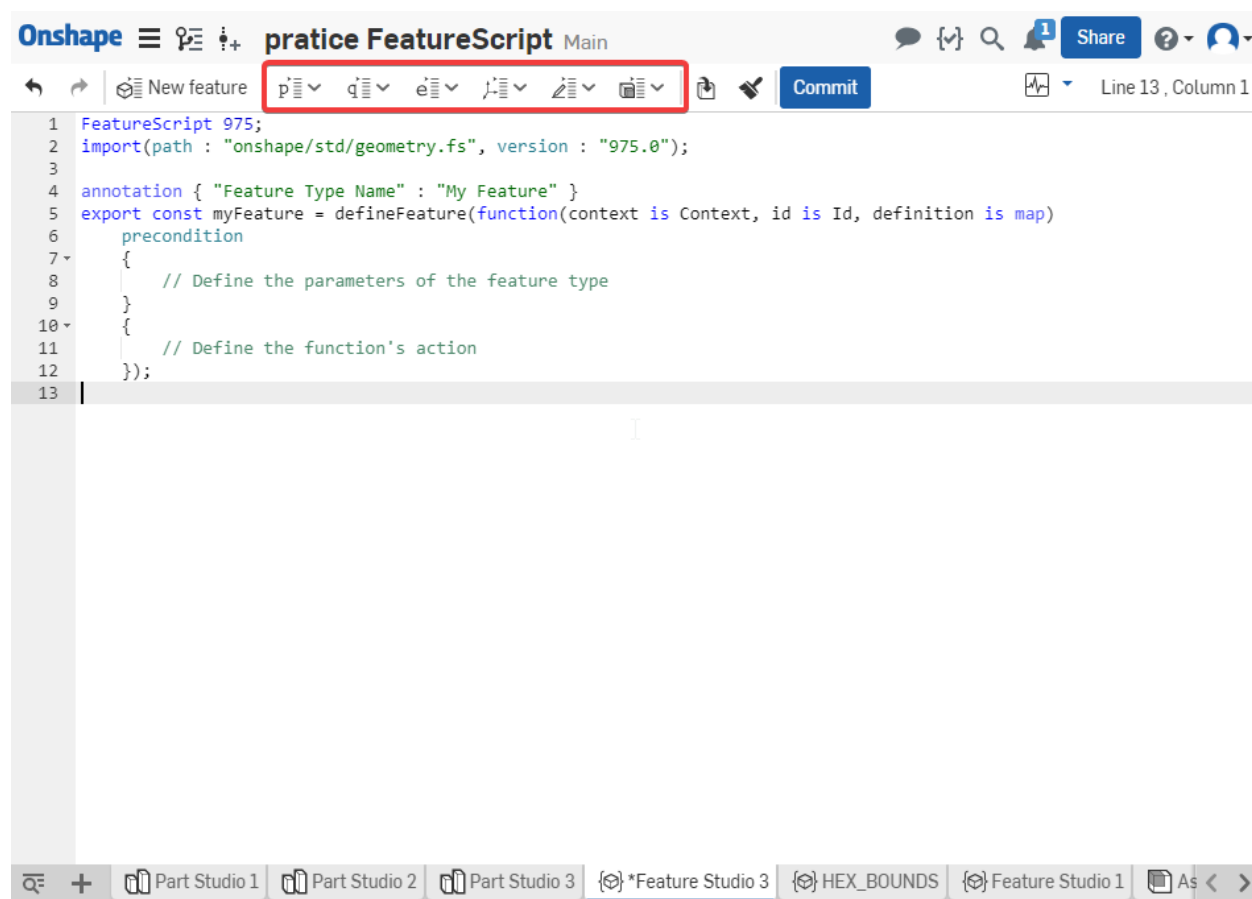 Onshape pratice FeatureScript Main 1 Share
New feature p q e Commit Line 13 , Column 1
1 FeatureScript 975;
2 import(path : "onshape/std/geometry.fs", version : "975.0");
3
4 annotation { "Feature Type Name" : "My Feature" }
5 export const myFeature = defineFeature(function(context is Context, id is Id, definition is map)
6 precondition
7 {
8 // Define the parameters of the feature type
9 }
10 {
11 // Define the function's action
12 });
13
Part Studio 1 Part Studio 2 Part Studio 3 *Feature Studio 3 HEX_BOUNDS Feature Studio 1 As